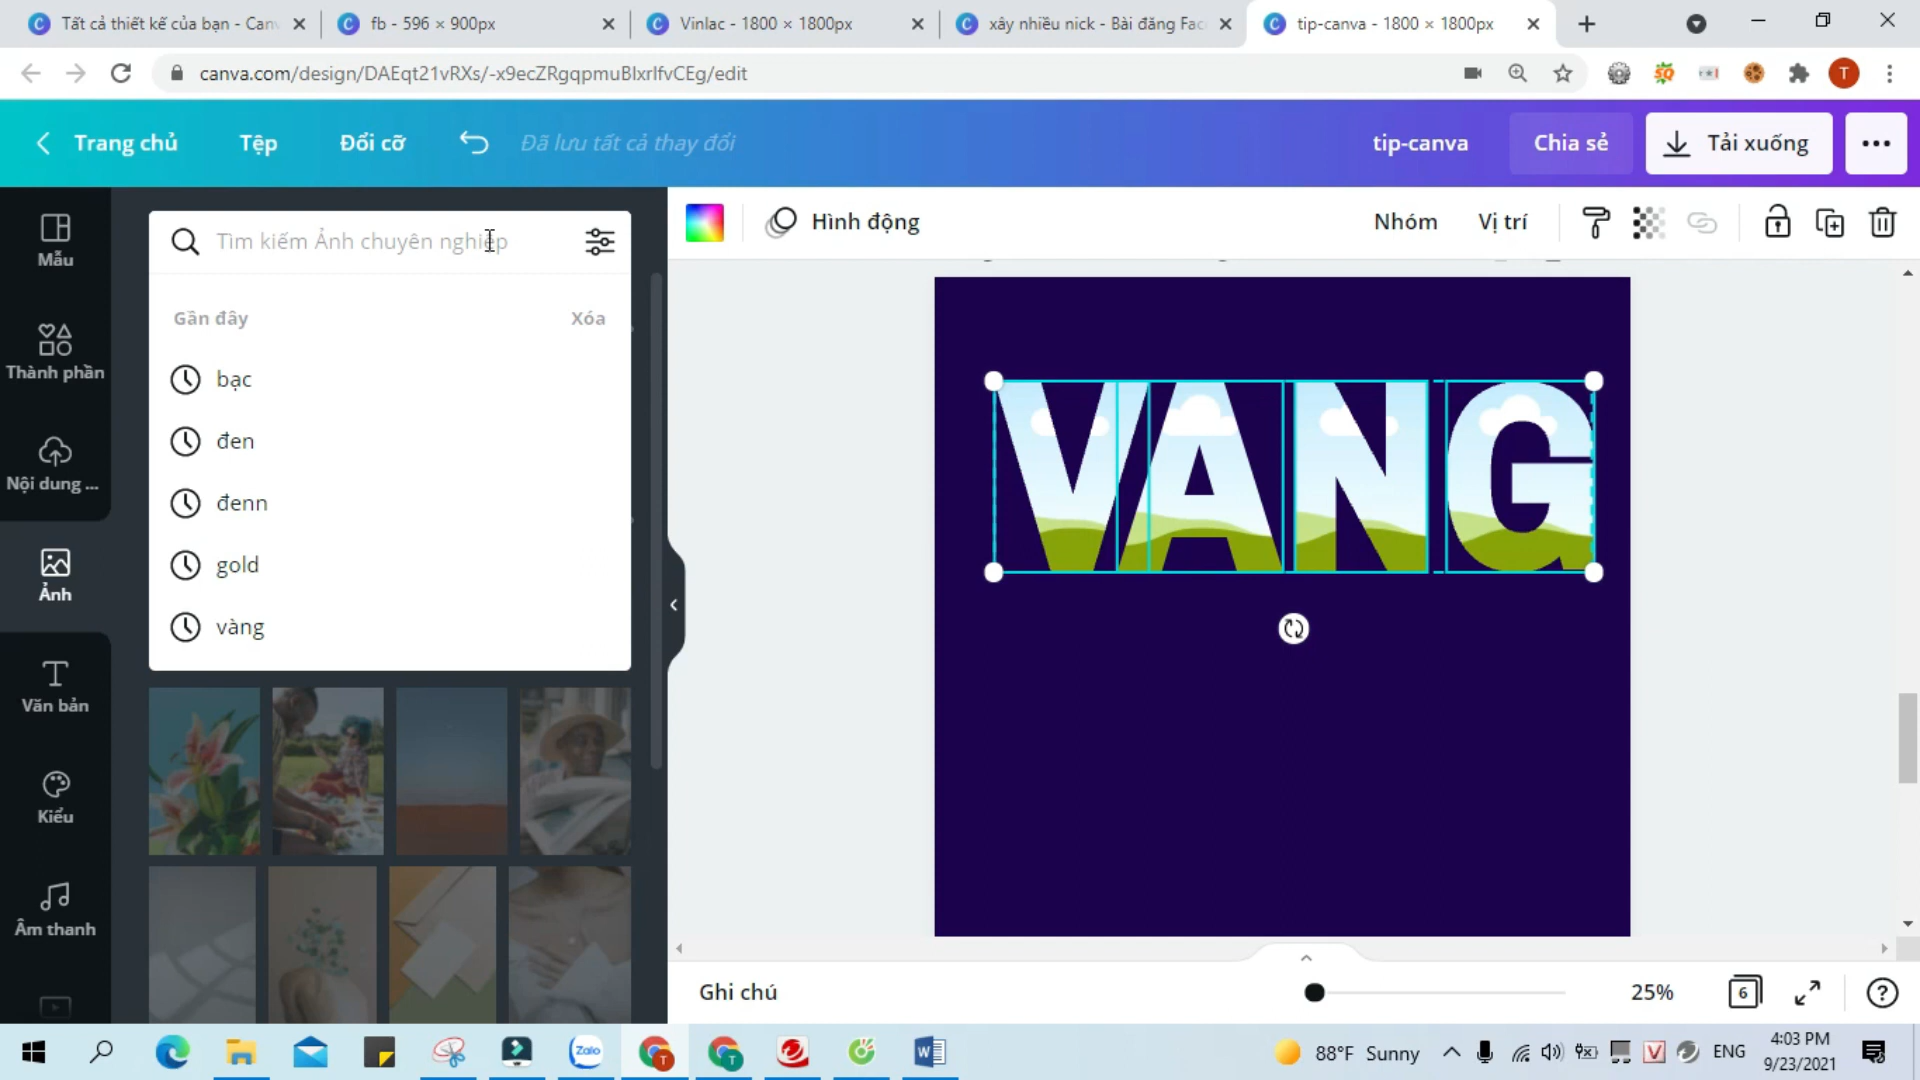 Tất cả thiết kế của bạn - Can
fb - 596 × 900px
Vinlac - 1800 × 1800px
xây nhiều nick - Bài đăng Fac
tip-canva - 1800 × 1800px
canva.com/design/DAEqt21vRXs/-x9ecZRgqpmuBIxrIfvCEg/edit
T
Trang chủ
Tệp
Đổi cỡ
Đã lưu tất cả thay đổi
tip-canva
Chia sẻ
Tải xuống
Mẫu
Thành phần
Nội dung ...
Ảnh
Văn bản
Kiểu
Âm thanh
Tìm kiếm Ảnh chuyên nghiệp
Gần đây
Xóa
bạc
đen
đenn
gold
vàng
Hình động
Nhóm
Vị trí
VANG
Ghi chú
25%
6
Zalo
88°F Sunny
ENG
4:03 PM
9/23/2021